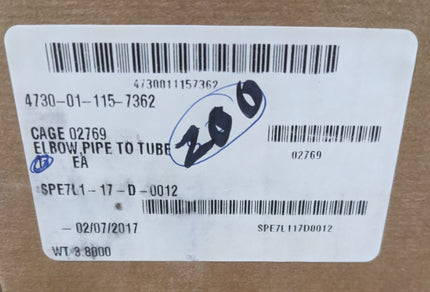 4730011157362
4730-01-115-7362
200
CAGE 02769
ELBOW,PIPE TO TUBE
EA
02769
SPE7L1-17-D-0012
- 02/07/2017
SPE7L117D0012
WT 3.8000